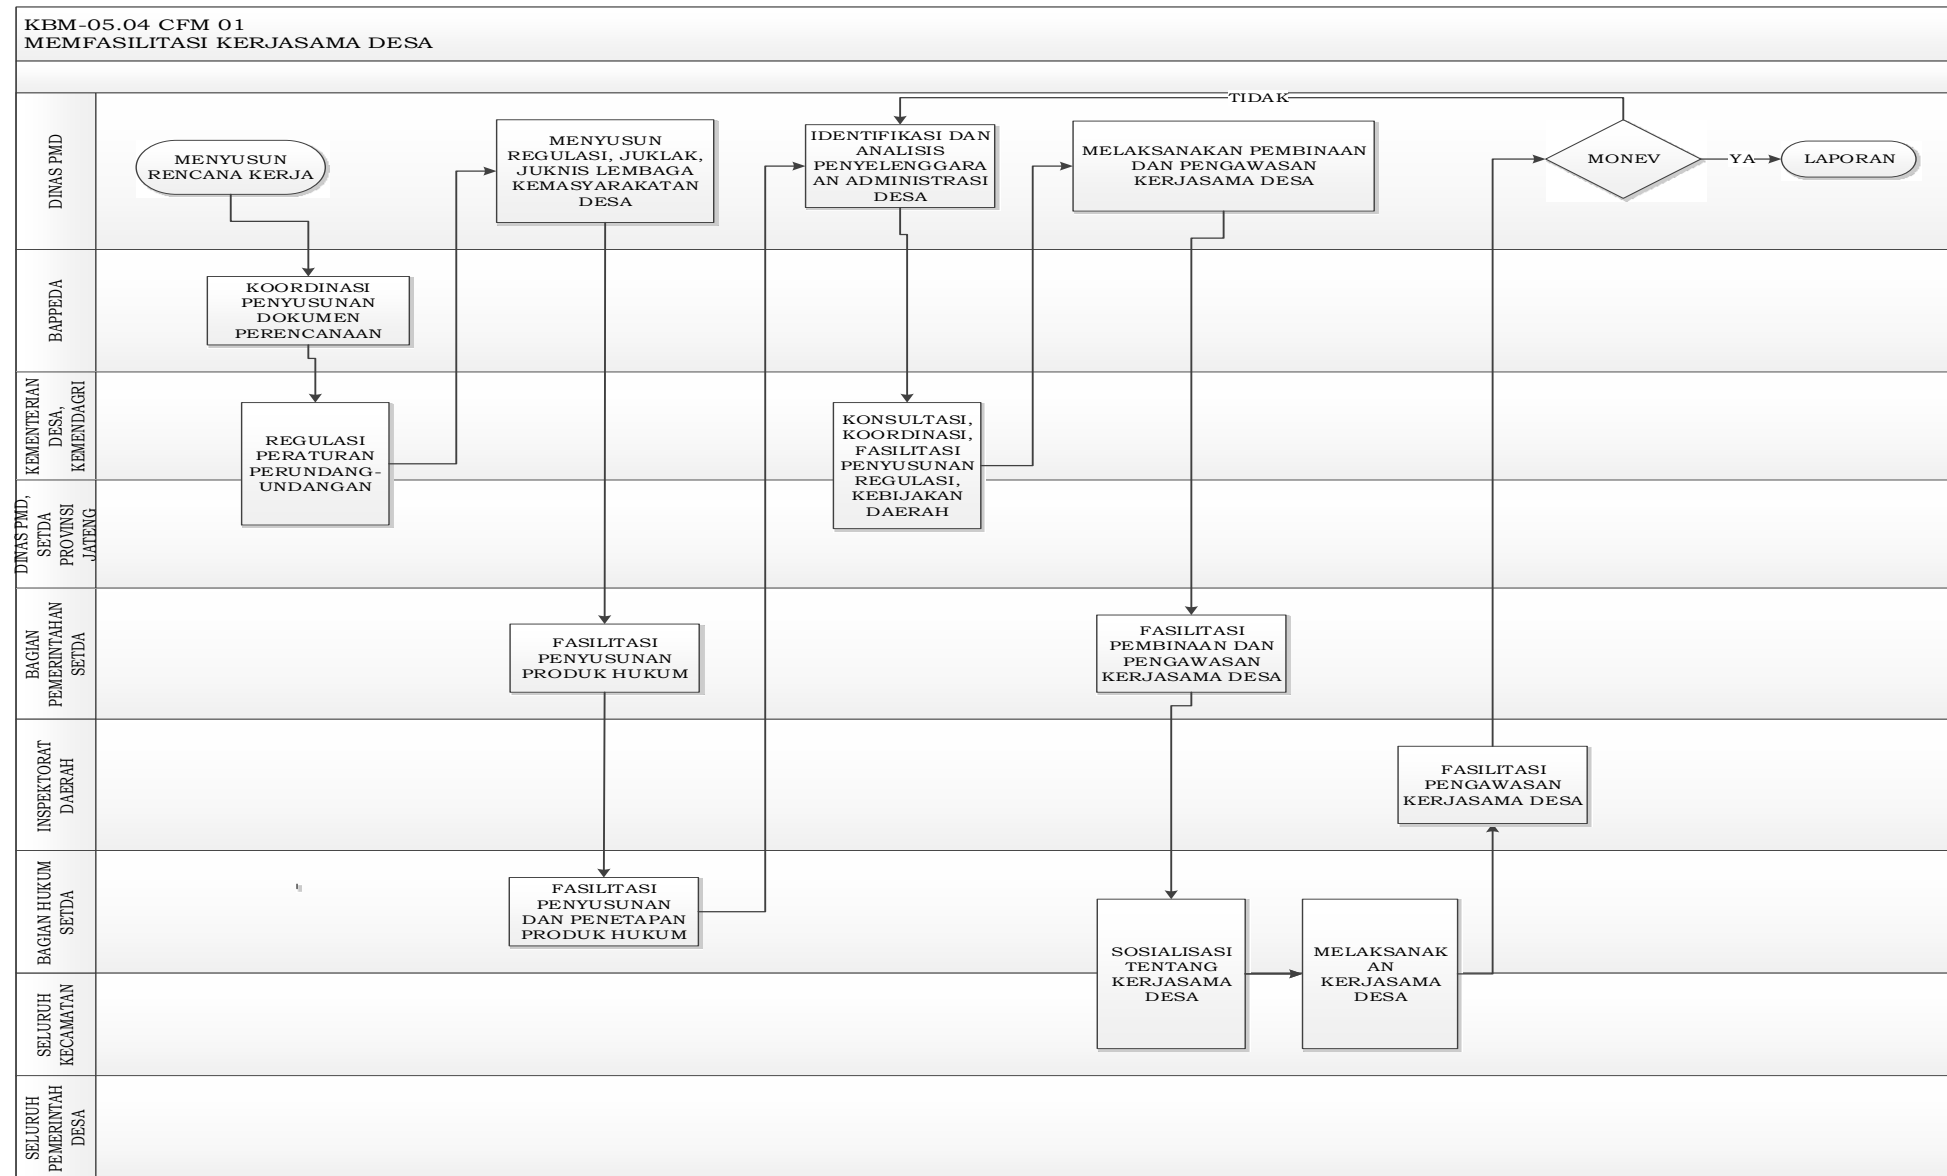 KBM-05.04 CFM 01
MEMFASILITASI KERJASAMA DESA
DINAS PMD
MENYUSUN
RENCANA KERJA
MENYUSUN
REGULASI, JUKLAK,
JUKNIS LEMBAGA
KEMASYARAKATAN
DESA
IDENTIFIKASI DAN
ANALISIS
PENYELENGGARA
AN ADMINISTRASI
DESA
TIDAK
MELAKSANAKAN PEMBINAAN
DAN PENGAWASAN
KERJASAMA DESA
MONEV
YA
LAPORAN
BAPPEDA
KOORDINASI
PENYUSUNAN
DOKUMEN
PERENCANAAN
KEMENTERIAN
DESA,
KEMENDAGRI
REGULASI
PERATURAN
PERUNDANG-
UNDANGAN
KONSULTASI,
KOORDINASI,
FASILITASI
PENYUSUNAN
REGULASI,
KEBIJAKAN
DAERAH
DINAS PMD,
SETDA
PROVINSI
JATENG
BAGIAN
PEMERINTAHAN
SETDA
FASILITASI
PENYUSUNAN
PRODUK HUKUM
FASILITASI
PEMBINAAN DAN
PENGAWASAN
KERJASAMA DESA
INSPEKTORAT
DAERAH
FASILITASI
PENGAWASAN
KERJASAMA DESA
BAGIAN HUKUM
SETDA
FASILITASI
PENYUSUNAN
DAN PENETAPAN
PRODUK HUKUM
SOSIALISASI
TENTANG
KERJASAMA
DESA
MELAKSANAK
AN
KERJASAMA
DESA
SELURUH
KECAMATAN
SELURUH
PEMERINTAH
DESA